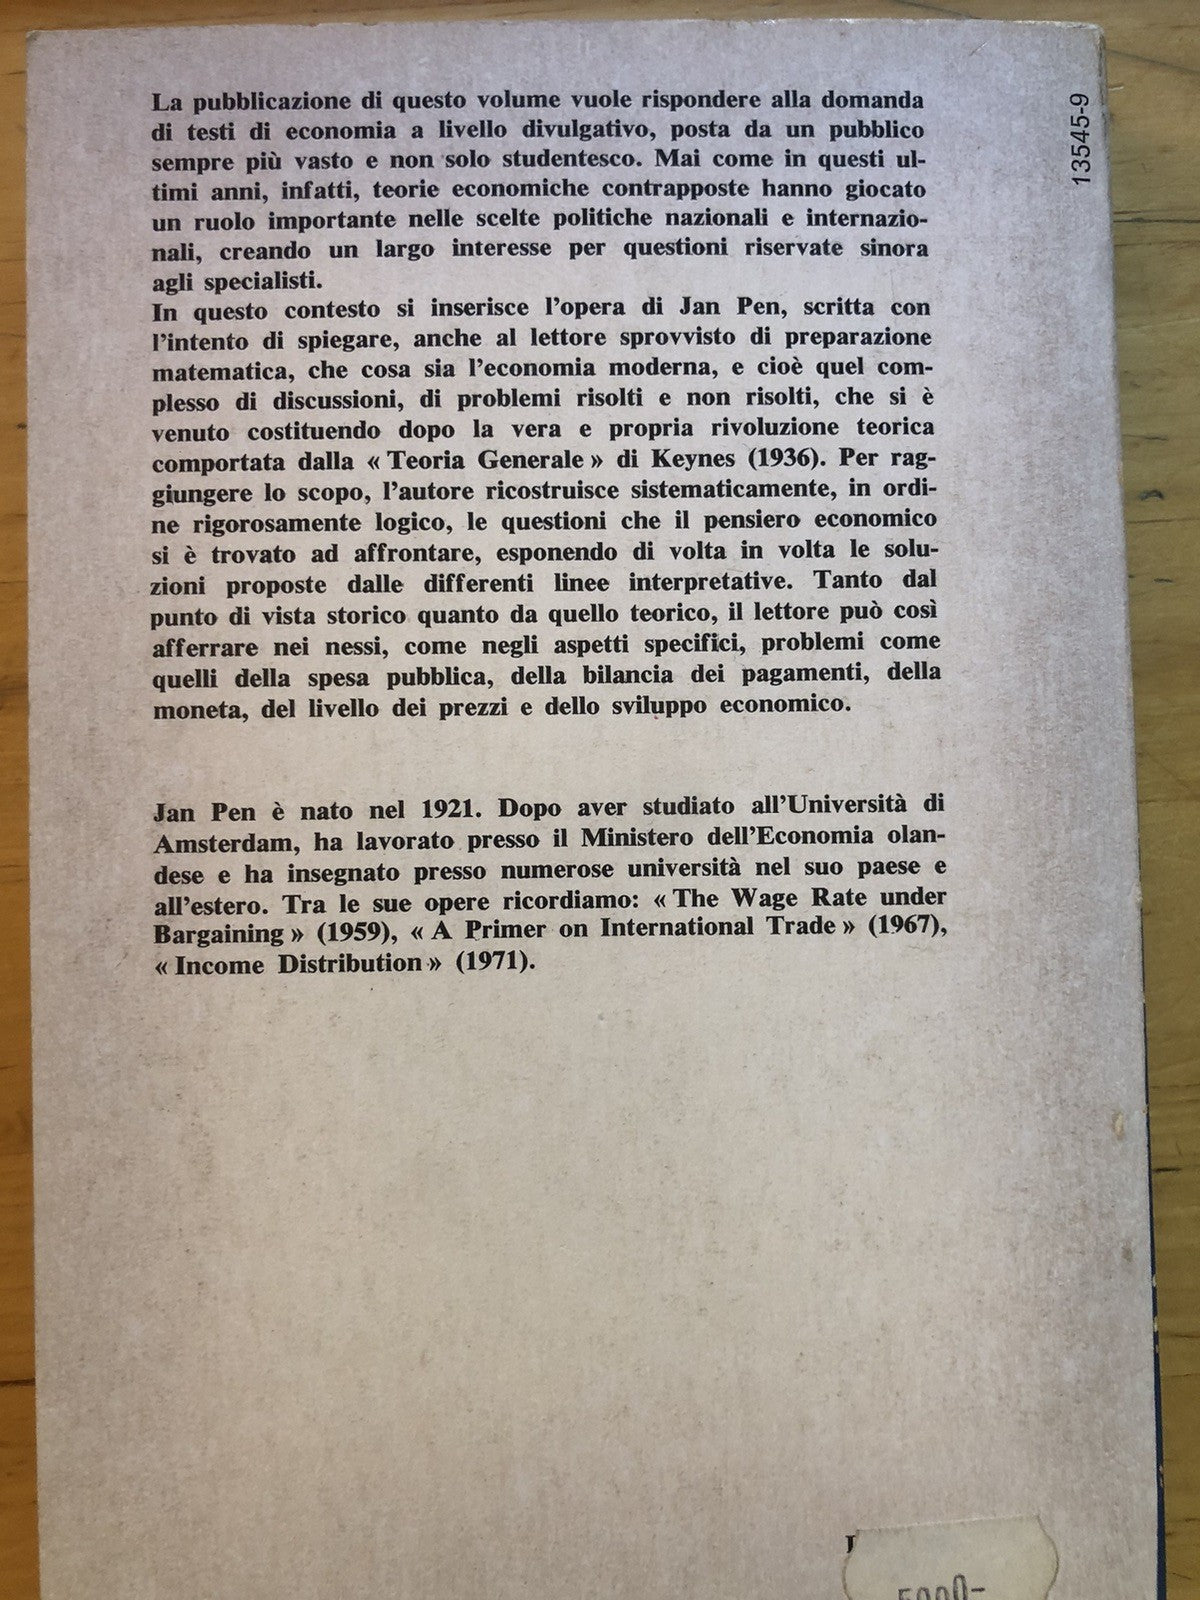 La pubblicazione di questo volume vuole rispondere alla domanda
di testi di economia a livello divulgativo, posta da un pubblico
sempre più vasto e non solo studentesco. Mai come in questi ul-
timi anni, infatti, teorie economiche contrapposte hanno giocato
un ruolo importante nelle scelte politiche nazionali e internazio-
nali, creando un largo interesse per questioni riservate sinora
agli specialisti.
In questo contesto si inserisce l'opera di Jan Pen, scritta con
l'intento di spiegare, anche al lettore sprovvisto di preparazione
matematica, che cosa sia l'economia moderna, e cioè quel com-
plesso di discussioni, di problemi risolti e non risolti, che si è
venuto costituendo dopo la vera e propria rivoluzione teorica
comportata dalla « Teoria Generale » di Keynes (1936). Per rag-
giungere lo scopo, l'autore ricostruisce sistematicamente, in ordi-
ne rigorosamente logico, le questioni che il pensiero economico
si è trovato ad affrontare, esponendo di volta in volta le solu-
zioni proposte dalle differenti linee interpretative. Tanto dal
punto di vista storico quanto da quello teorico, il lettore può così
afferrare nei nessi, come negli aspetti specifici, problemi come
quelli della spesa pubblica, della bilancia dei pagamenti, della
moneta, del livello dei prezzi e dello sviluppo economico.
Jan Pen è nato nel 1921. Dopo aver studiato all'Università di
Amsterdam, ha lavorato presso il Ministero dell'Economia olan-
dese e ha insegnato presso numerose università nel suo paese e
all'estero. Tra le sue opere ricordiamo: « The Wage Rate under
Bargaining » (1959), « A Primer on International Trade » (1967),
« Income Distribution » (1971).
13545-9